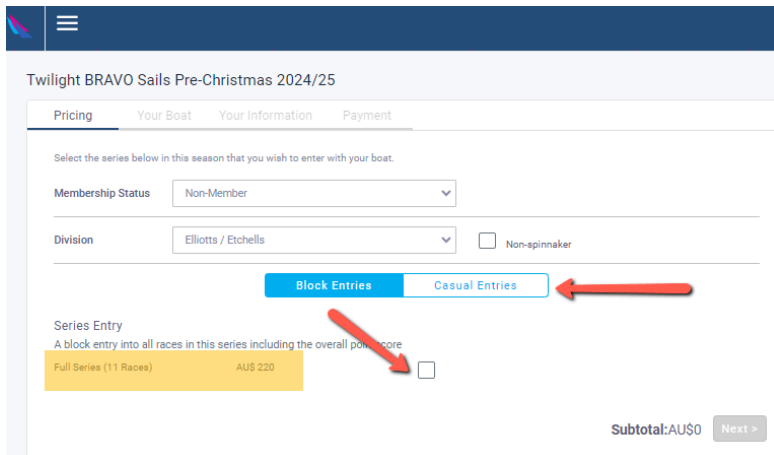 Twilight BRAVO Sails Pre-Christmas 2024/25
Pricing Your Boat Your Information Payment
Select the series below in this season that you wish to enter with your boat.
Membership Status Non-Member
Division Elliotts / Etchells Non-spinnaker
Block Entries Casual Entries
Series Entry
A block entry into all races in this series including the overall score
Full Series (11 Races) AU$ 220
Subtotal:AU$0 Next >